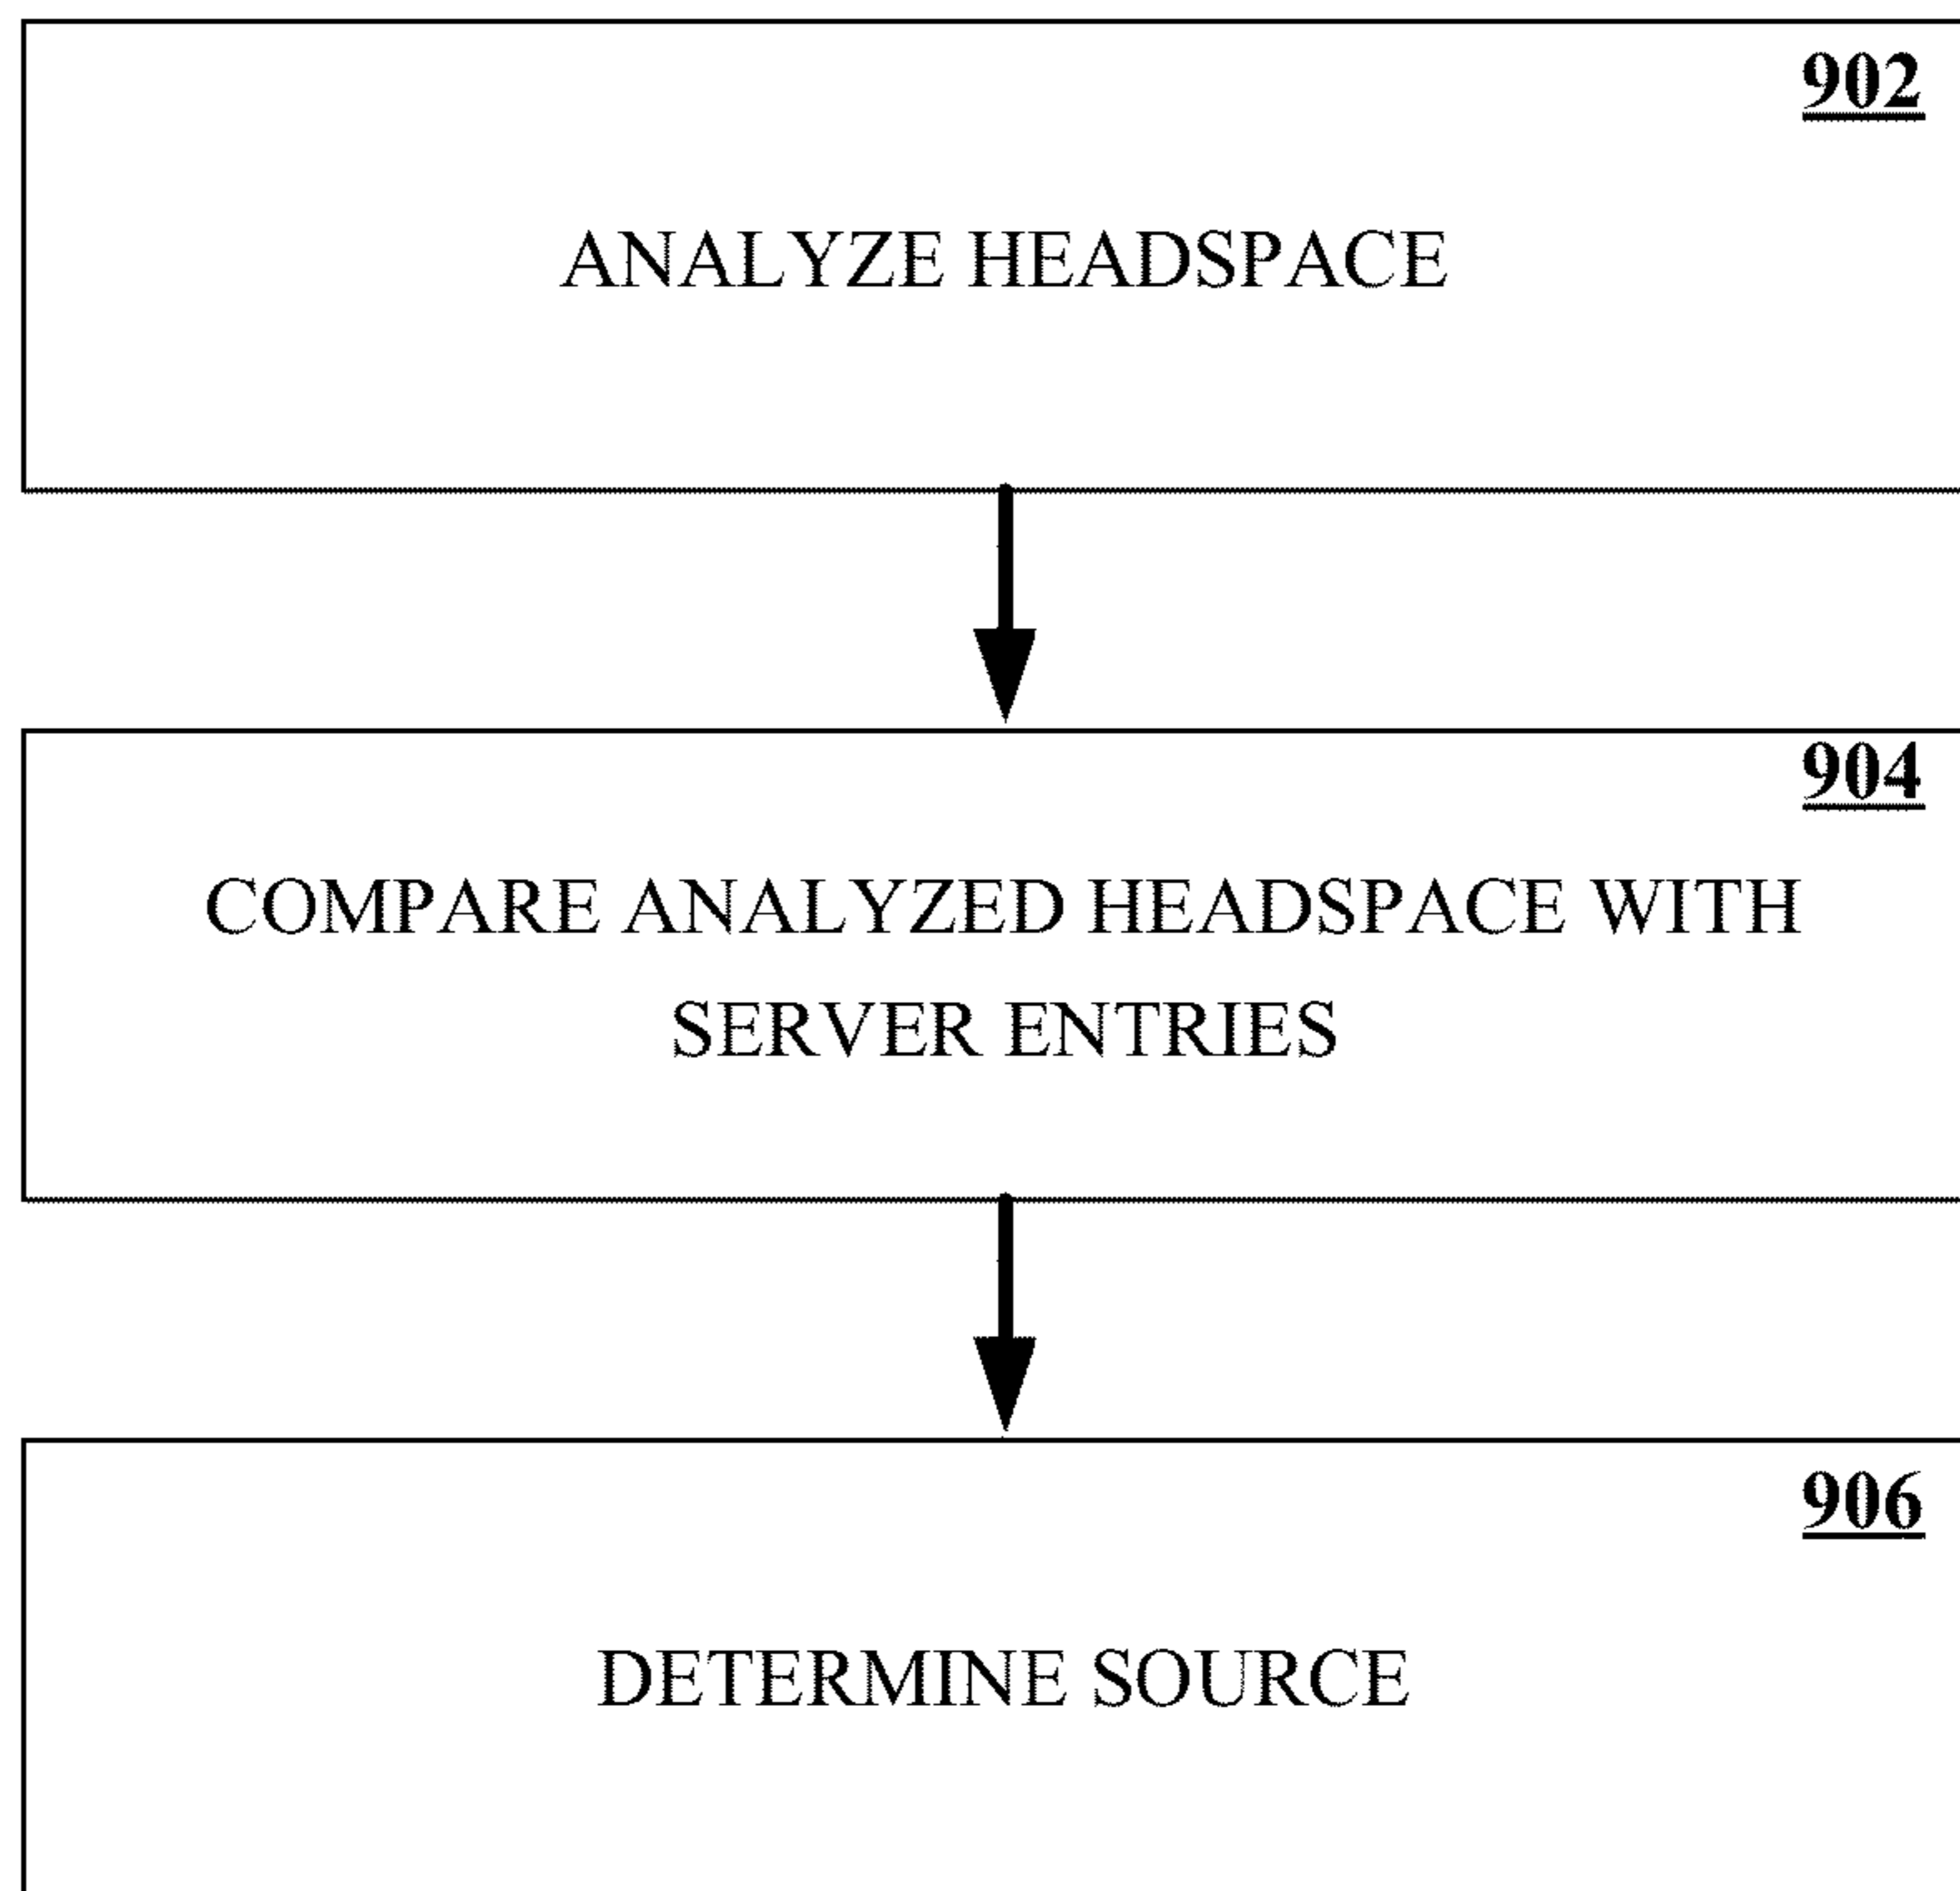 902
ANALYZE HEADSPACE
904
COMPARE ANALYZED HEADSPACE WITH
SERVER ENTRIES
906
DETERMINE SOURCE